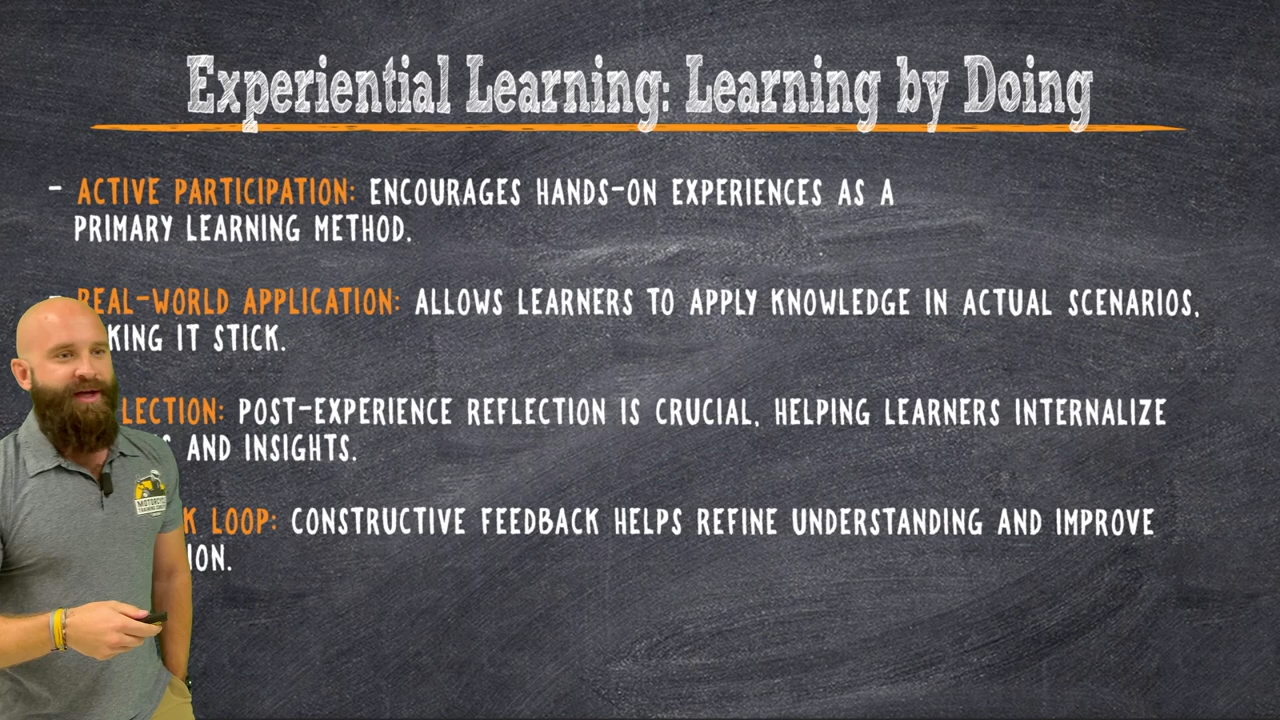 Experiential Learning: Learning by Doing
- ACTIVE PARTICIPATION: ENCOURAGES HANDS-ON EXPERIENCES AS A
PRIMARY LEARNING METHOD.
REAL-WORLD APPLICATION: ALLOWS LEARNERS TO APPLY KNOWLEDGE IN ACTUAL SCENARIOS,
KING IT STICK.
LECTION: POST-EXPERIENCE REFLECTION IS CRUCIAL, HELPING LEARNERS INTERNALIZE
AND INSIGHTS.
K LOOP: CONSTRUCTIVE FEEDBACK HELPS REFINE UNDERSTANDING AND IMPROVE
ION.
MOTORCYCLE
TRAINING